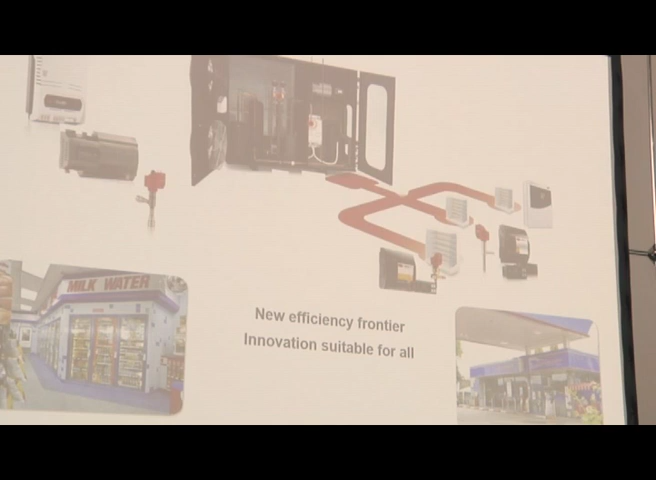 MILK WATER
New efficiency frontier
Innovation suitable for all